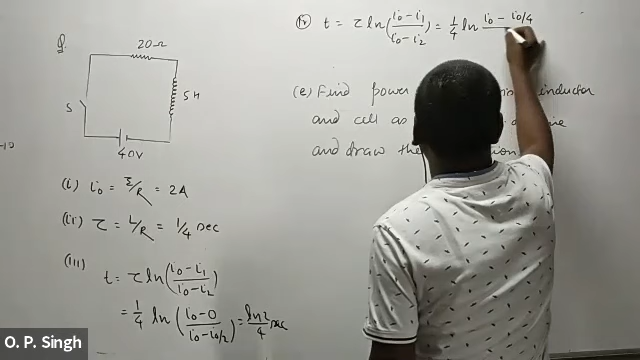 Q.
20Ω
S
5H
40V
(i) i₀ = ξ/R = 2A
(ii) τ = L/R = 1/4 sec
(iii)
t = τ ln(i₀-i₁/i₀-i₂)
= 1/4 ln (i₀-0/i₀-i₀/2) = ln2/4 sec
(iv) t = τ ln(i₀-i₁/i₀-i₂) = 1/4 ln i₀-i₀/4
(e) Find power inductor
and cell as
and draw the
O. P. Singh